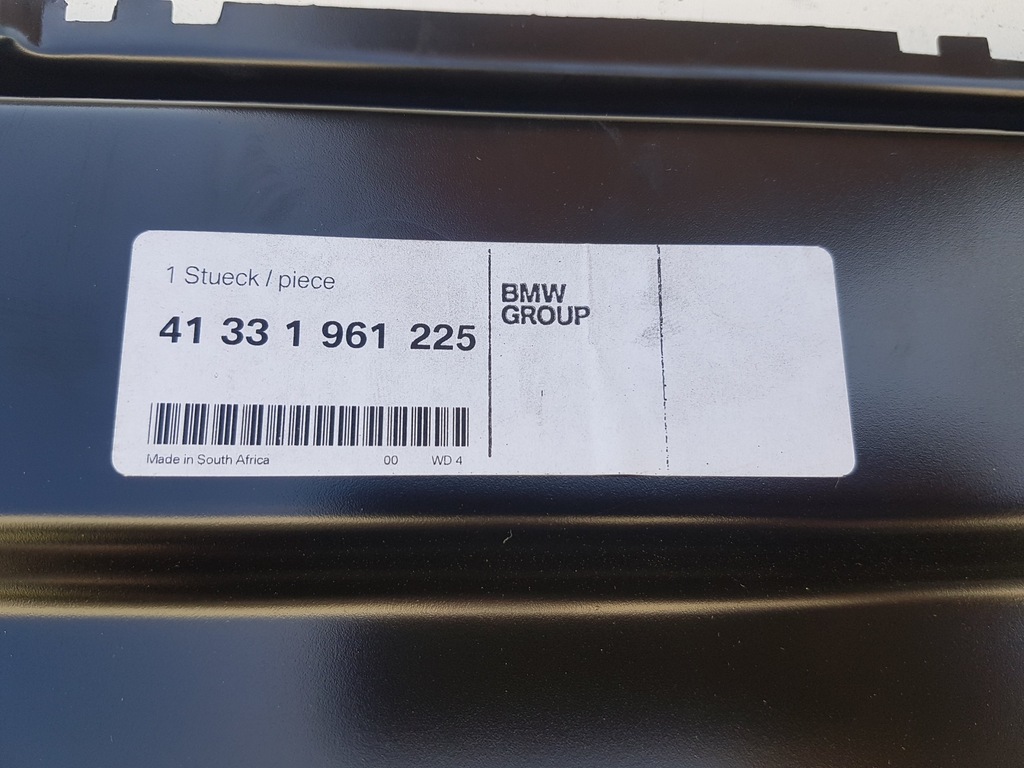 1 Stueck / piece
41 33 1 961 225
Made in South Africa 00 WD 4
BMW
GROUP